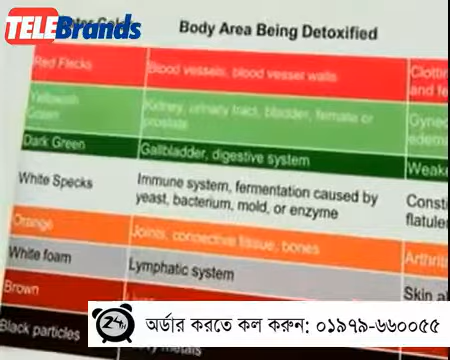 TELEBrands
Body Area Being Detoxified
Red Flecks
Blood vessels, blood vessel walls
Yellowish
Green
Kidney, urinary tract, bladder, female or
prostate
Dark Green
Gallbladder, digestive system
White Specks
Immune system, fermentation caused by
yeast, bacterium, mold, or enzyme
Orange
Joints, connective tissue, bones
White foam
Lymphatic system
Brown
Black particles
24hr
অর্ডার করতে কল করুন: ০১৯৭৯-৬৬০০৫৫